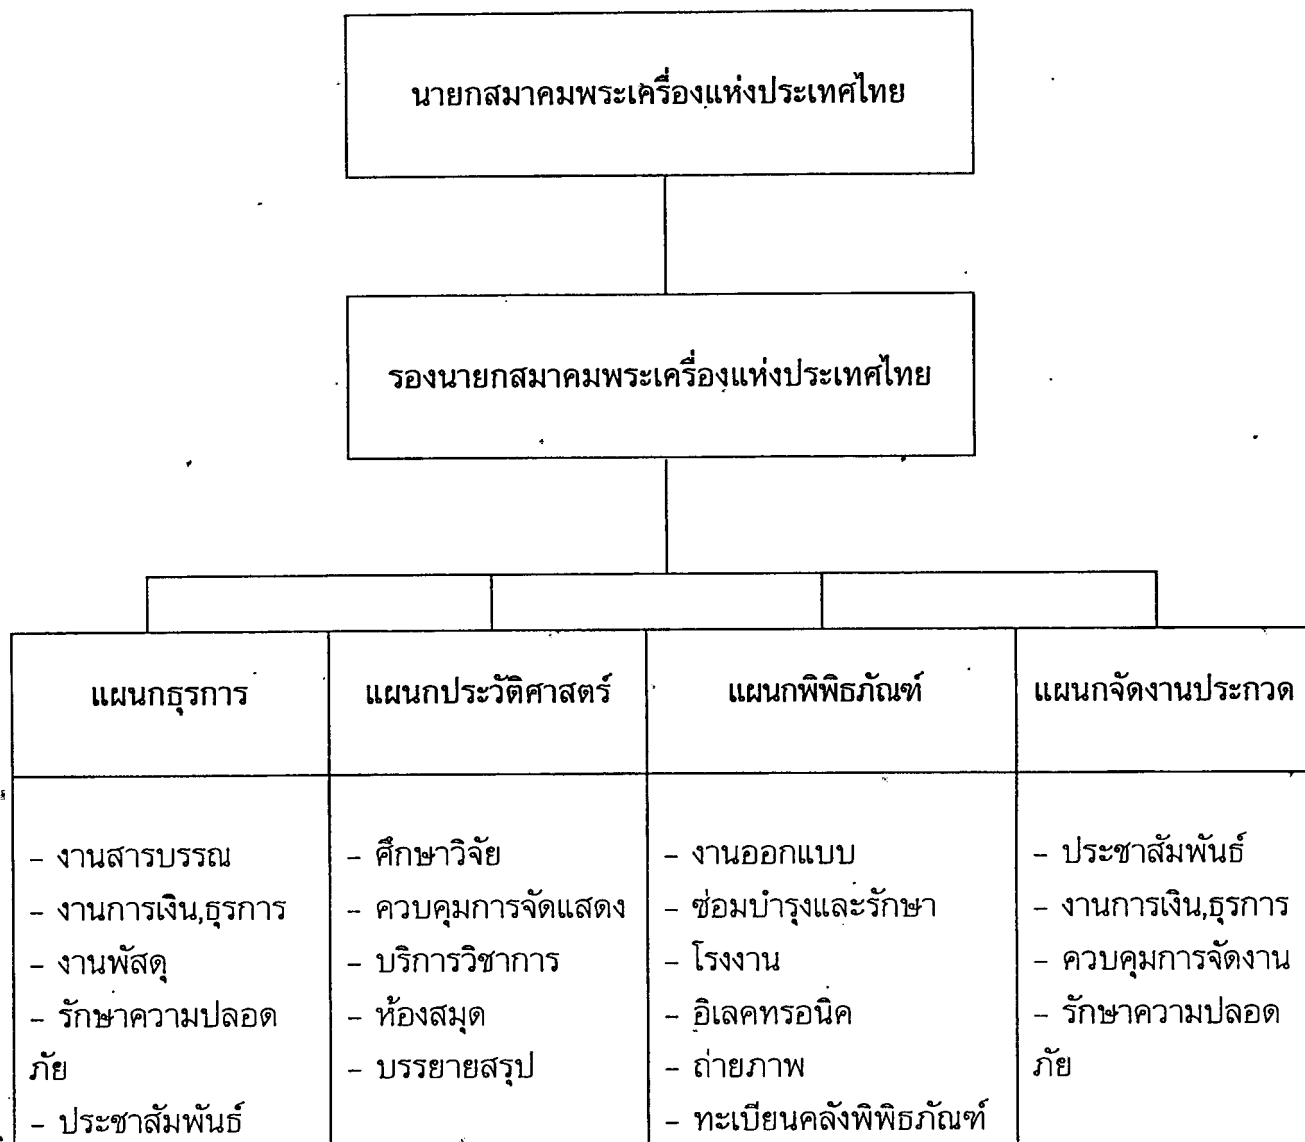 นายกสมาคมพระเครื่องแห่งประเทศไทย
รองนายกสมาคมพระเครื่องแห่งประเทศไทย
แผนกธุรการ
- งานสารบรรณ
- งานการเงิน,ธุรการ
- งานพัสดุ
- รักษาความปลอด
ภัย
- ประชาสัมพันธ์
แผนกประวัติศาสตร์
- ศึกษาวิจัย
- ควบคุมการจัดแสดง
- บริการวิชาการ
- ห้องสมุด
- บรรยายสรุป
แผนกพิพิธภัณฑ์
- งานออกแบบ
- ซ่อมบำรุงและรักษา
- โรงงาน
- อิเลคทรอนิค
- ถ่ายภาพ
- ทะเบียนคลังพิพิธภัณฑ์
แผนกจัดงานประกวด
- ประชาสัมพันธ์
- งานการเงิน,ธุรการ
- ควบคุมการจัดงาน
- รักษาความปลอด
ภัย